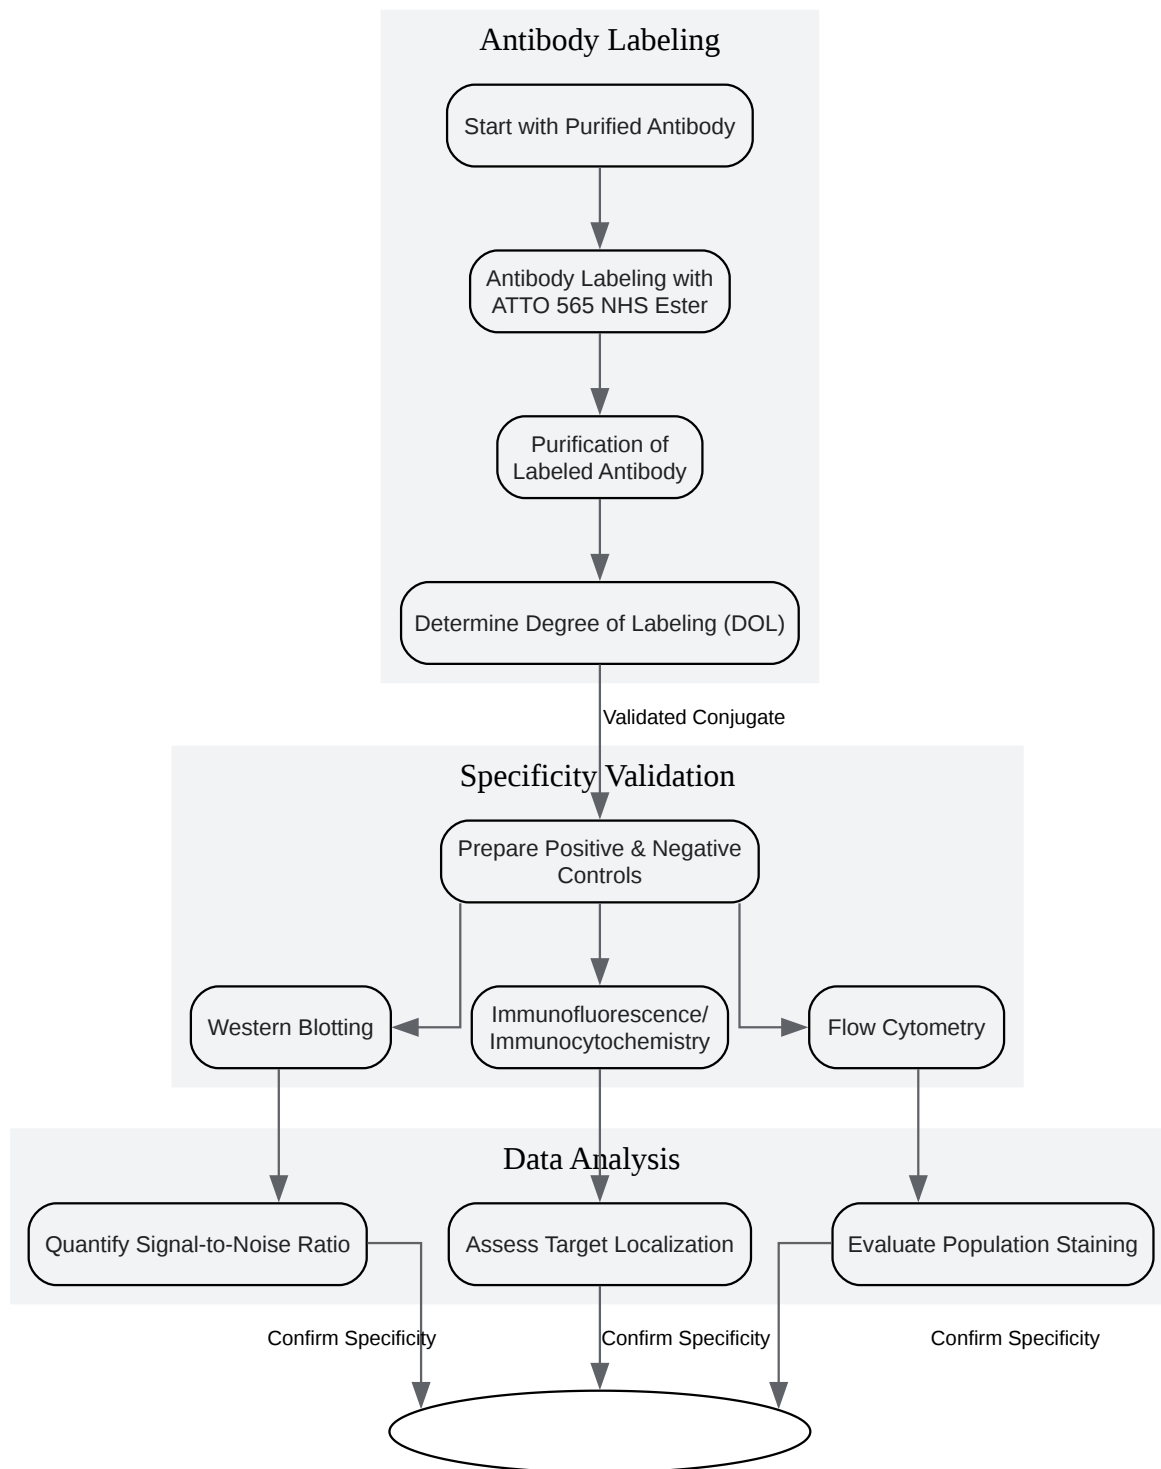 Antibody Labeling
Start with Purified Antibody
Antibody Labeling with
ATTO 565 NHS Ester
Purification of
Labeled Antibody
Determine Degree of Labeling (DOL)
Validated Conjugate
Specificity Validation
Prepare Positive & Negative
Controls
Western Blotting
Immunofluorescence/
Immunocytochemistry
Flow Cytometry
Data Analysis
Quantify Signal-to-Noise Ratio
Assess Target Localization
Evaluate Population Staining
Confirm Specificity
Confirm Specificity
Confirm Specificity